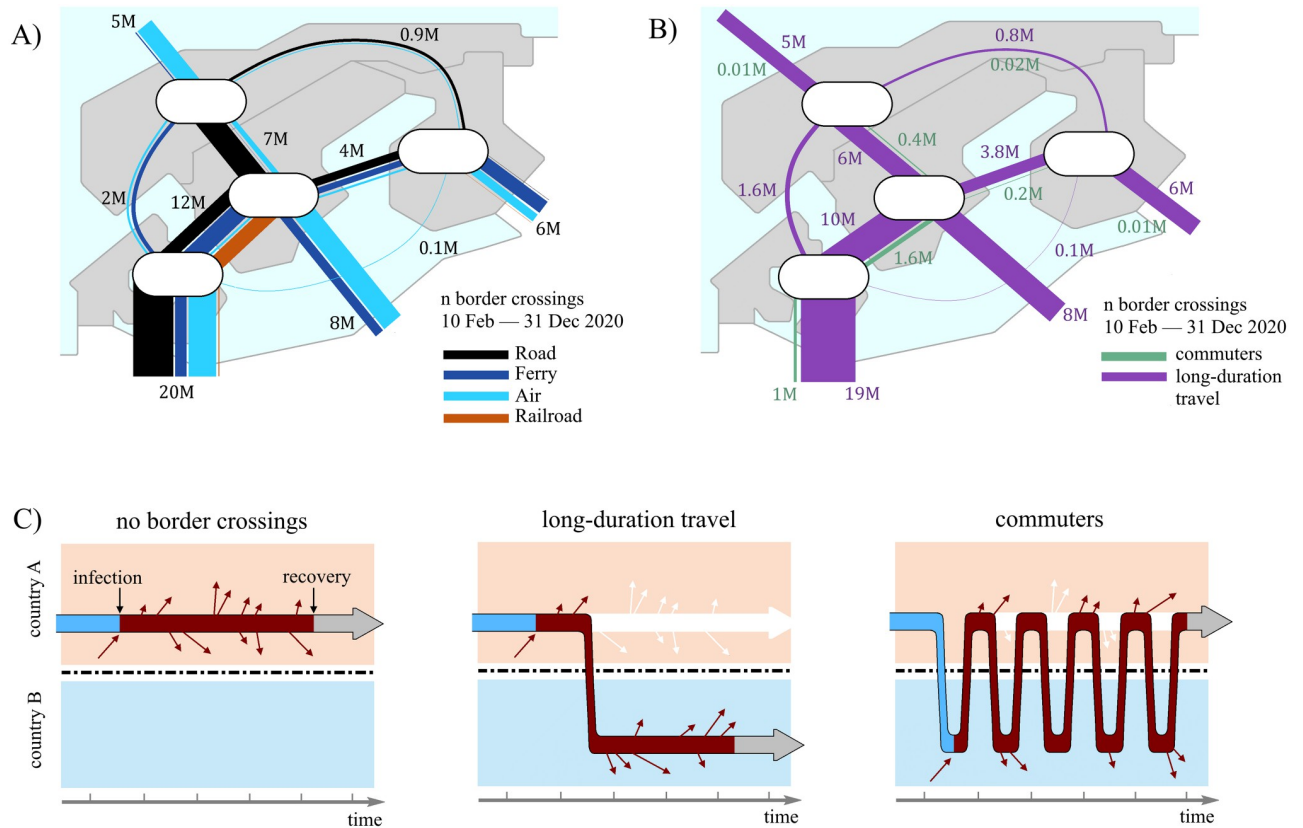 A)
5M
0.9M
7M
4M
2M
12M
6M
0.1M
8M
20M
n border crossings
10 Feb — 31 Dec 2020
Road
Ferry
Air
Railroad
B)
5M
0.8M
0.01M
0.02M
0.4M
6M
3.8M
1.6M
0.2M
6M
10M
0.01M
0.1M
1.6M
8M
1M
19M
n border crossings
10 Feb — 31 Dec 2020
commuters
long-duration
travel
C)
no border crossings
long-duration travel
commuters
country A
infection
recovery
country B
time
time
time